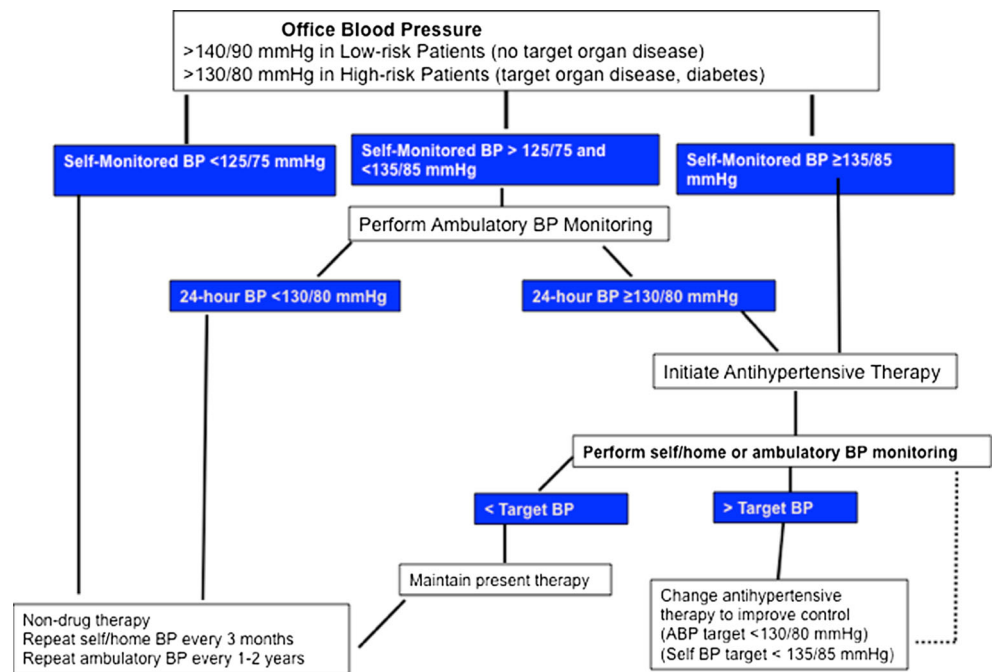 Office Blood Pressure
>140/90 mmHg in Low-risk Patients (no target organ disease)
>130/80 mmHg in High-risk Patients (target organ disease, diabetes)
Self-Monitored BP <125/75 mmHg
Self-Monitored BP > 125/75 and
<135/85 mmHg
Self-Monitored BP ≥135/85
mmHg
Perform Ambulatory BP Monitoring
24-hour BP <130/80 mmHg
24-hour BP ≥130/80 mmHg
Initiate Antihypertensive Therapy
Perform self/home or ambulatory BP monitoring
< Target BP
> Target BP
Maintain present therapy
Change antihypertensive
therapy to improve control
(ABP target <130/80 mmHg)
(Self BP target < 135/85 mmHg)
Non-drug therapy
Repeat self/home BP every 3 months
Repeat ambulatory BP every 1-2 years